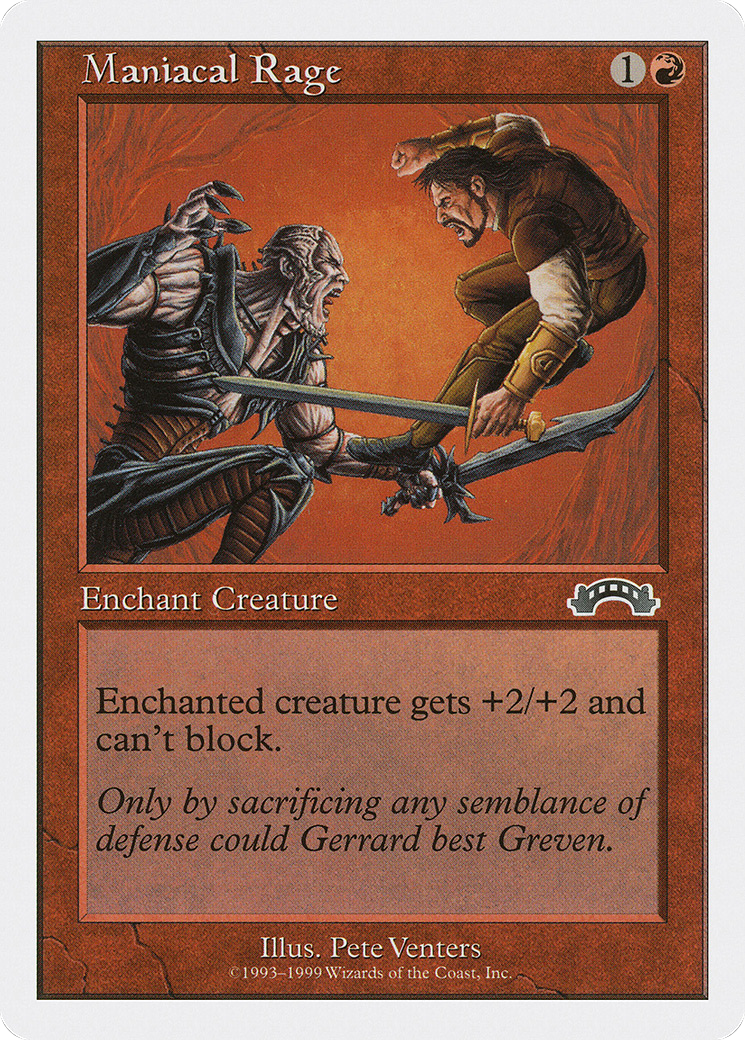 Maniacal Rage 1
Enchant Creature
Enchanted creature gets +2/+2 and
can't block.
Only by sacrificing any semblance of
defense could Gerrard best Greven.
Illus. Pete Venters
©1993–1999 Wizards of the Coast, Inc.